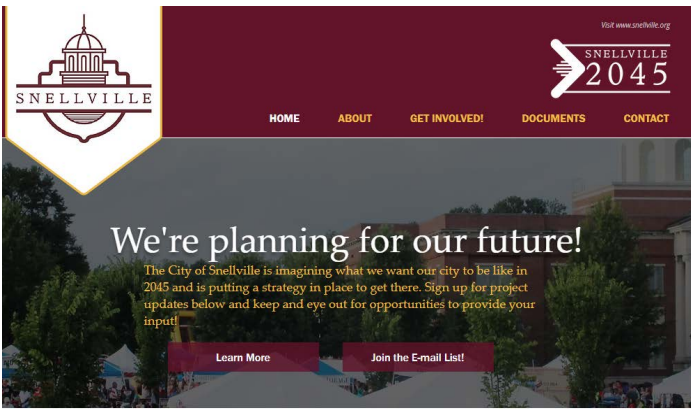 Visit www.snellville.org
SNELLVILLE
SNELLVILLE
2045
HOME ABOUT GET INVOLVED! DOCUMENTS CONTACT
We're planning for our future!
The City of Snellville is imagining what we want our city to be like in
2045 and is putting a strategy in place to get there. Sign up for project
updates below and keep and eye out for opportunities to provide your
input!
Learn More Join the E-mail List!